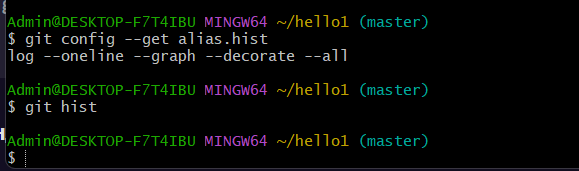 Admin@DESKTOP-F7T4IBU MINGW64 ~/hello1 (master)
$ git config --get alias.hist
log --oneline --graph --decorate --all
Admin@DESKTOP-F7T4IBU MINGW64 ~/hello1 (master)
$ git hist
Admin@DESKTOP-F7T4IBU MINGW64 ~/hello1 (master)
$